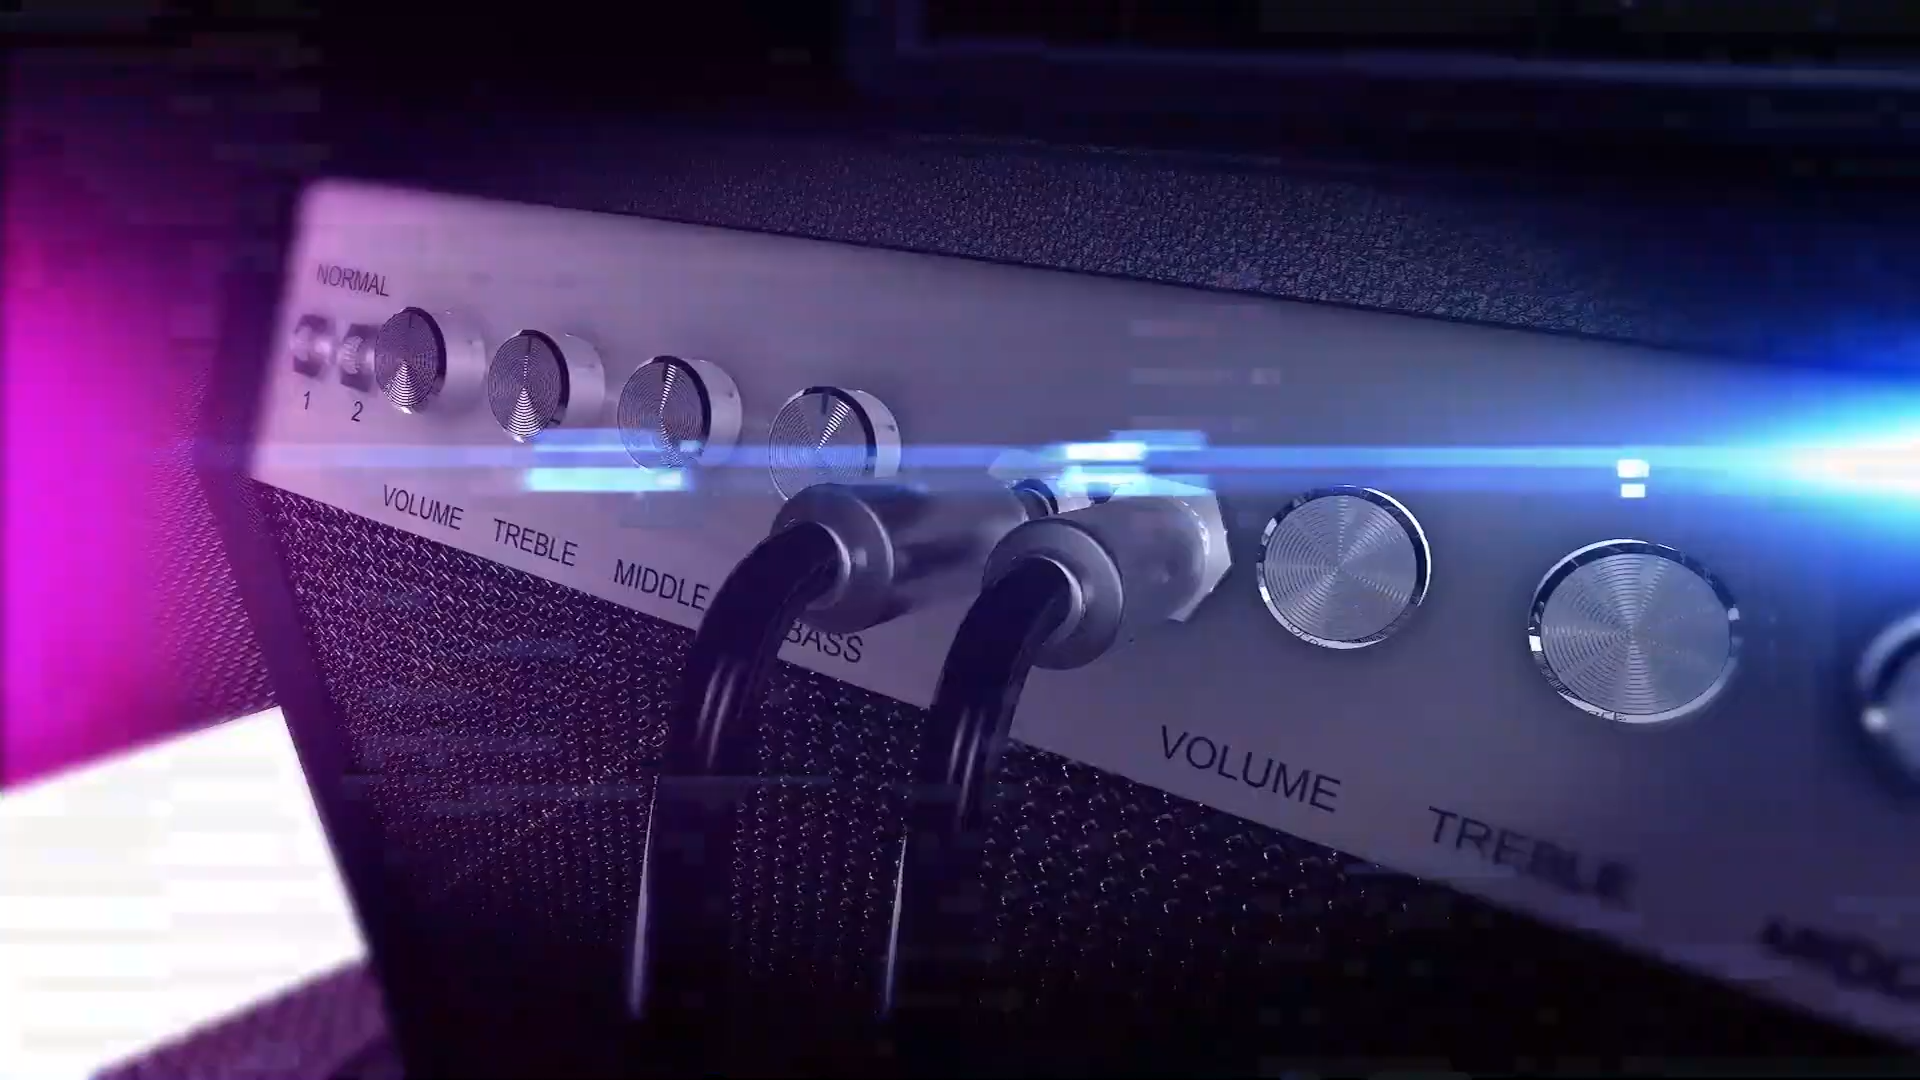 NORMAL
1
2
VOLUME
TREBLE
MIDDLE
BASS
VOLUME
TREBLE